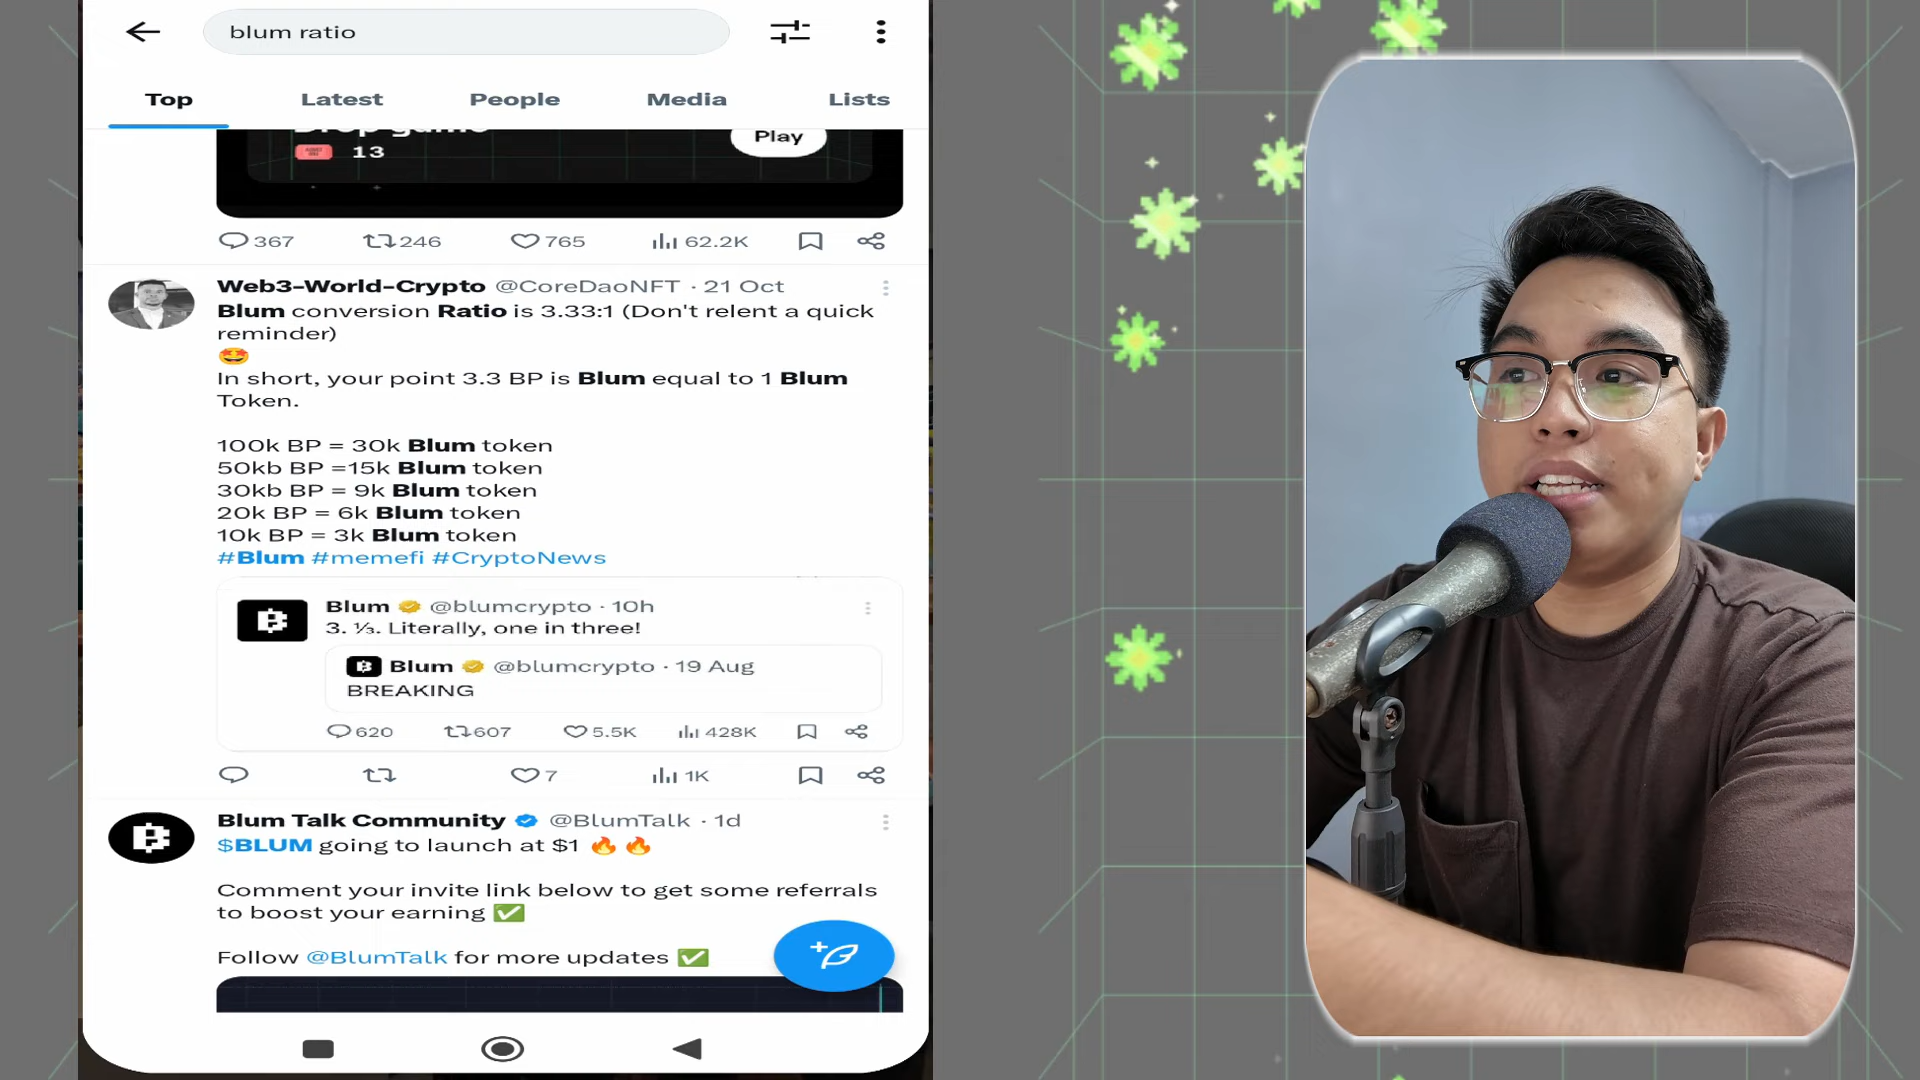 blum ratio
Top Latest People Media Lists
Drop game
13
Play
367 246 765 62.2K
Web3-World-Crypto @CoreDaoNFT · 21 Oct
Blum conversion Ratio is 3.33:1 (Don't relent a quick
reminder)
🤩
In short, your point 3.3 BP is Blum equal to 1 Blum
Token.
100k BP = 30k Blum token
50kb BP =15k Blum token
30kb BP = 9k Blum token
20k BP = 6k Blum token
10k BP = 3k Blum token
#Blum #memefi #CryptoNews
Blum @blumcrypto · 10h
3. ⅓. Literally, one in three!
Blum @blumcrypto · 19 Aug
BREAKING
620 607 5.5K 428K
7 1K
Blum Talk Community @BlumTalk · 1d
$BLUM going to launch at $1 🔥 🔥
Comment your invite link below to get some referrals
to boost your earning ✅
Follow @BlumTalk for more updates ✅